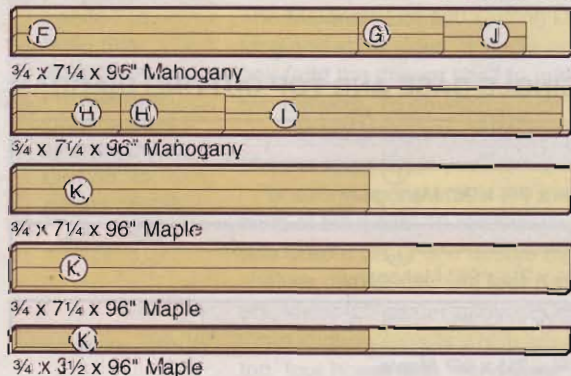 F G J
¾ x 7¼ x 96" Mahogany
H H I
¾ x 7¼ x 96" Mahogany
K
¾ x 7¼ x 96" Maple
K
¾ x 7¼ x 96" Maple
K
¾ x 3½ x 96" Maple